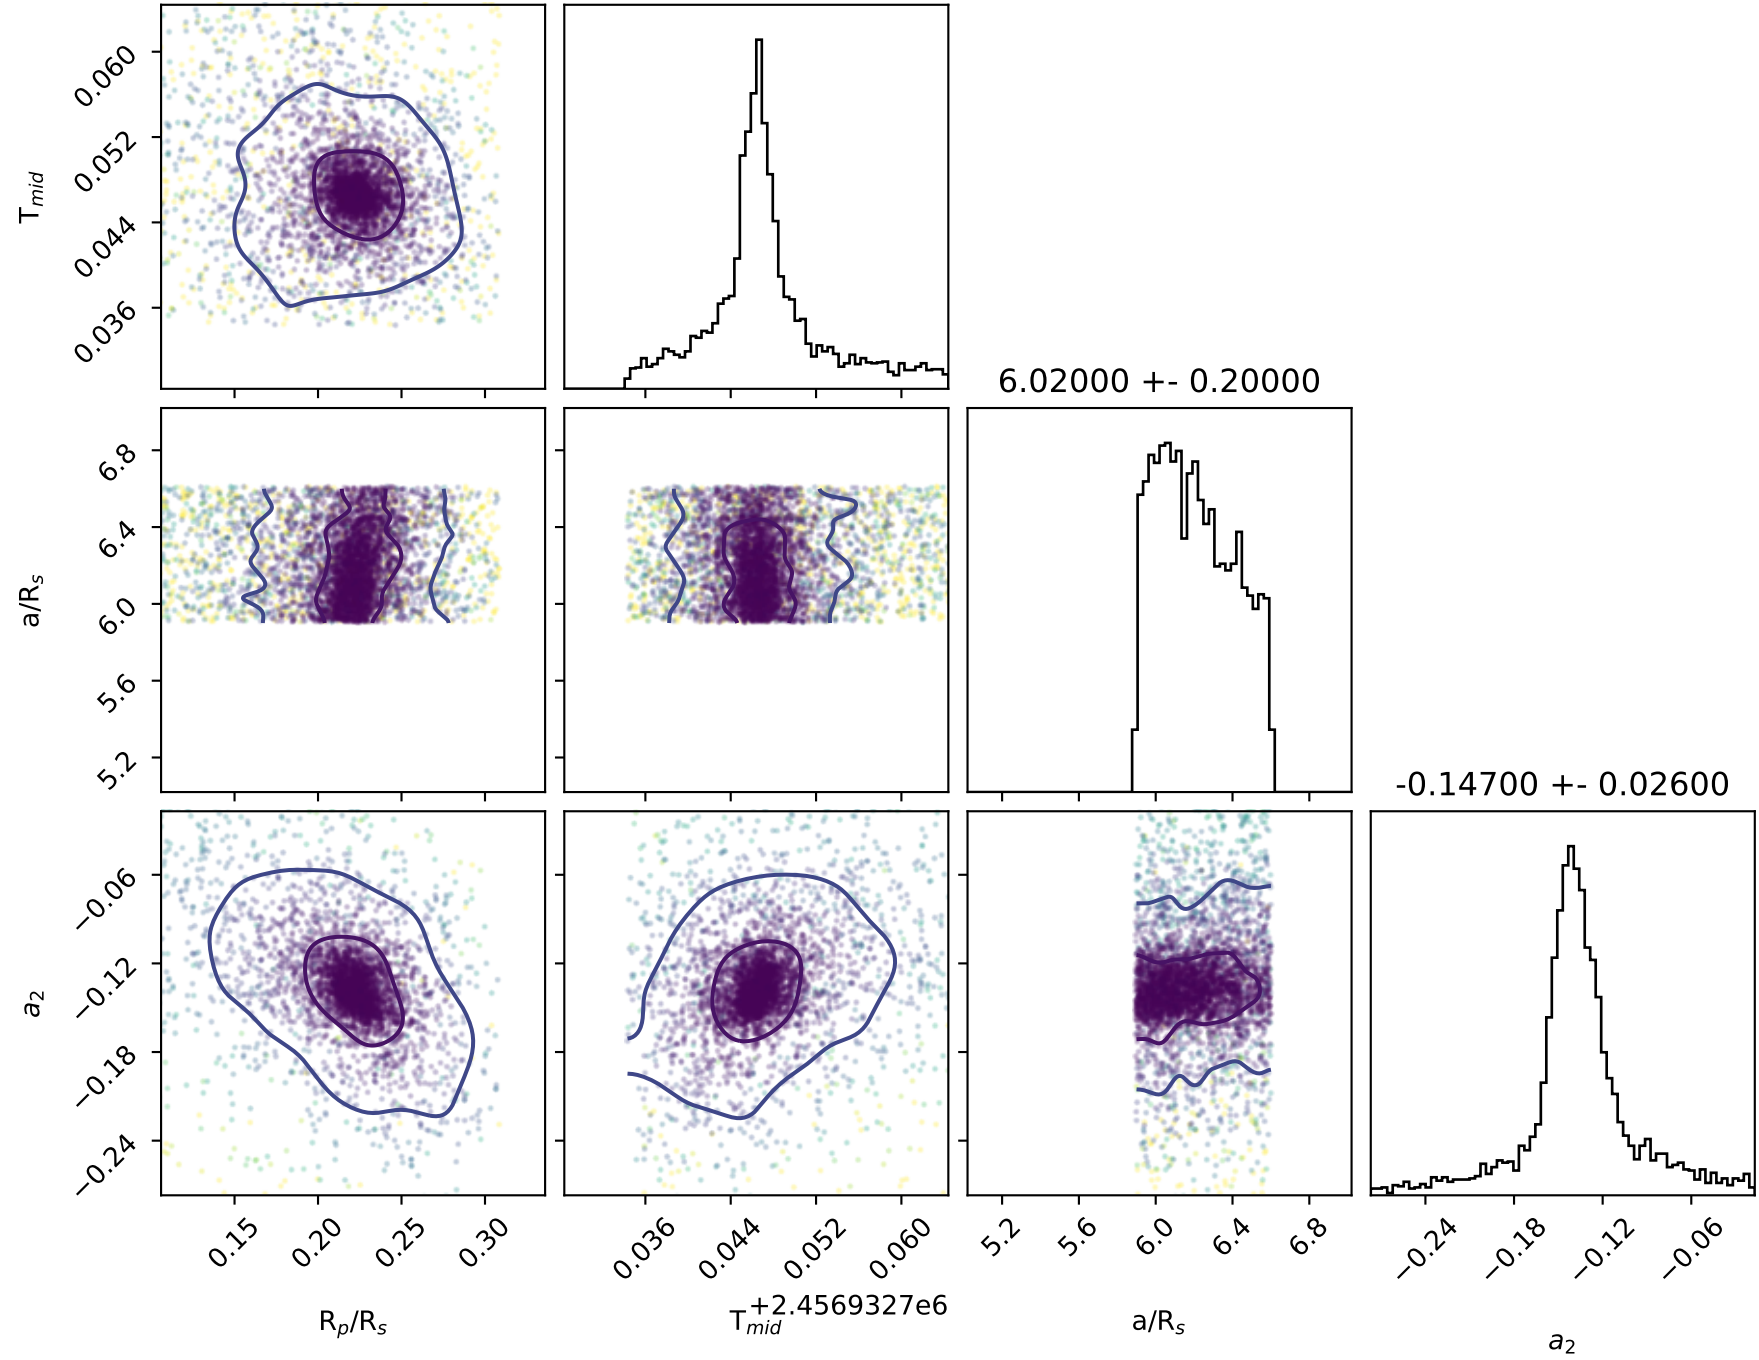 0.060
0.052
0.044
0.036
T_mid
6.02000 +- 0.20000
6.8
6.4
6.0
5.6
5.2
a/R_s
-0.14700 +- 0.02600
−0.06
−0.12
−0.18
−0.24
a_2
0.15 0.20 0.25 0.30
0.036 0.044 0.052 0.060
5.2 5.6 6.0 6.4 6.8
−0.24 −0.18 −0.12 −0.06
+2.4569327e6
R_p/R_s T_mid a/R_s a_2